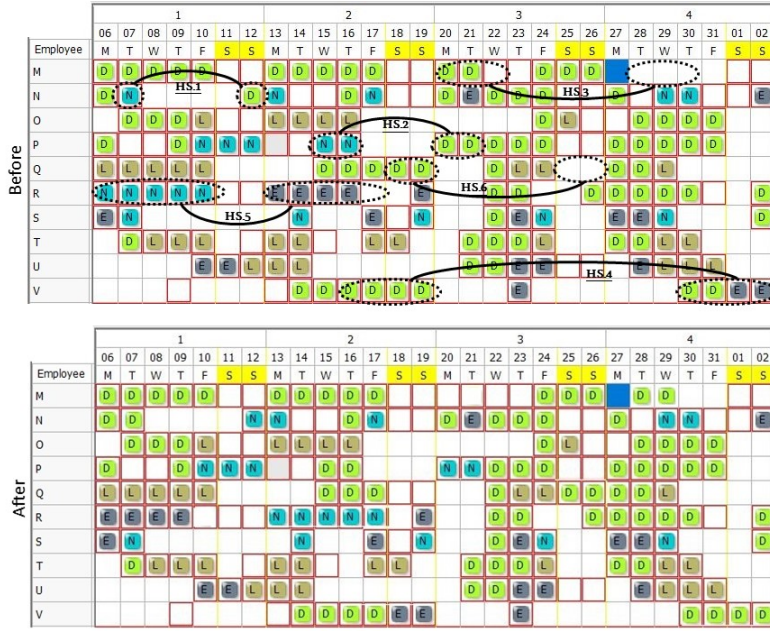 Before
1 2 3 4
06 07 08 09 10 11 12 13 14 15 16 17 18 19 20 21 22 23 24 25 26 27 28 29 30 31 01 02
Employee M T W T F S S M T W T F S S M T W T F S S M T W T F S S
M D D D D D D D D D D D D D D D
HS.1
HS.3
N D N D N D N D E D D D D N N E
O D D D L L L L L D L D D D D
HS.2
P D D N N N N N D D D D D D D D D
Q L L L L L D D D D D D L L D D L
HS.6
R N N N N N E E E E E D D D D D D D
HS.5
S E N N E N D E N E E N D
T D L L L L L L L D D D L D D L L
U E E L L L D D E E E L L L
HS.4
V D D D D D D E D D E E
After
1 2 3 4
06 07 08 09 10 11 12 13 14 15 16 17 18 19 20 21 22 23 24 25 26 27 28 29 30 31 01 02
Employee M T W T F S S M T W T F S S M T W T F S S M T W T F S S
M D D D D D D D D D D D D D D D
N D D N N D N D E D D D D N N E
O D D D L L L L L D L D D D D
P D D N N N D D N N D D D D D D D D
Q L L L L L D D D D L L D D D D L
R E E E E N N N N N E D D D D D D D
S E N N E N D E N E E N D
T D L L L L L L L D D D L D D L L
U E E L L L D D E E E L L L
V D D D D E E E D D D D